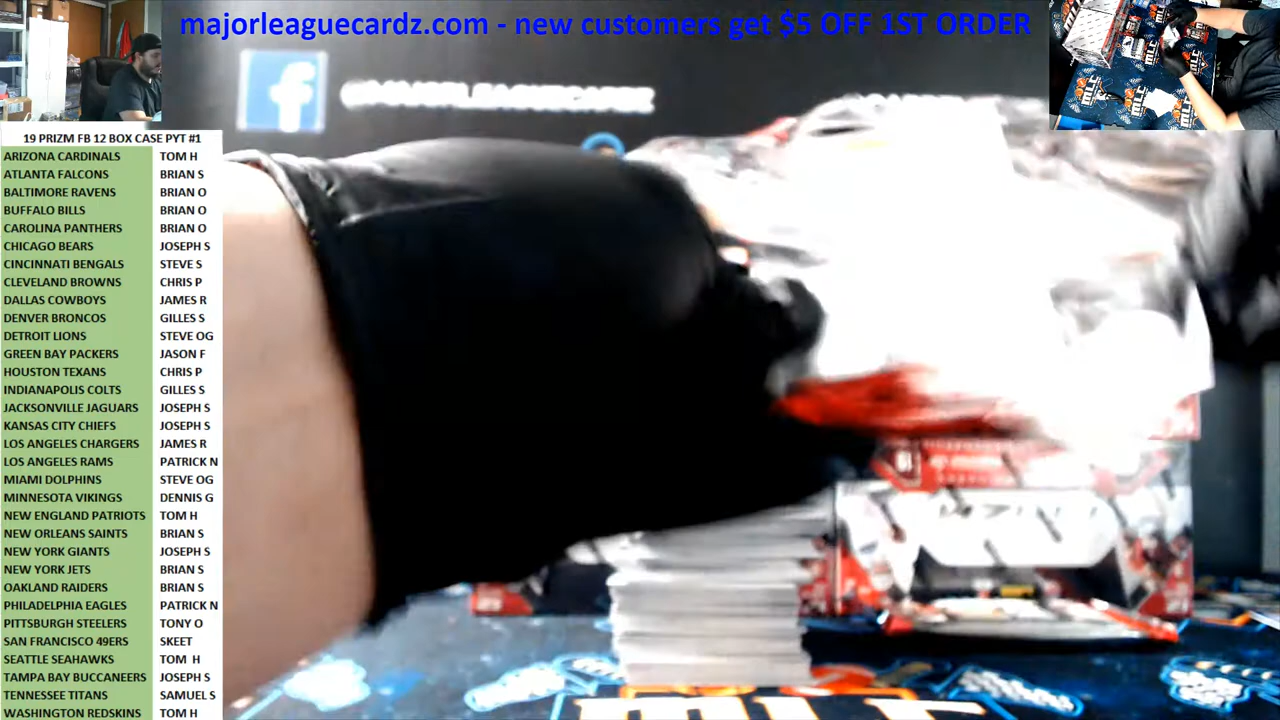 majorleaguecardz.com - new customers get $5 OFF 1ST ORDER
19 PRIZM FB 12 BOX CASE PYT #1
ARIZONA CARDINALS TOM H
ATLANTA FALCONS BRIAN S
BALTIMORE RAVENS BRIAN O
BUFFALO BILLS BRIAN O
CAROLINA PANTHERS BRIAN O
CHICAGO BEARS JOSEPH S
CINCINNATI BENGALS STEVE S
CLEVELAND BROWNS CHRIS P
DALLAS COWBOYS JAMES R
DENVER BRONCOS GILLES S
DETROIT LIONS STEVE OG
GREEN BAY PACKERS JASON F
HOUSTON TEXANS CHRIS P
INDIANAPOLIS COLTS GILLES S
JACKSONVILLE JAGUARS JOSEPH S
KANSAS CITY CHIEFS JOSEPH S
LOS ANGELES CHARGERS JAMES R
LOS ANGELES RAMS PATRICK N
MIAMI DOLPHINS STEVE OG
MINNESOTA VIKINGS DENNIS G
NEW ENGLAND PATRIOTS TOM H
NEW ORLEANS SAINTS BRIAN S
NEW YORK GIANTS JOSEPH S
NEW YORK JETS BRIAN S
OAKLAND RAIDERS BRIAN S
PHILADELPHIA EAGLES PATRICK N
PITTSBURGH STEELERS TONY O
SAN FRANCISCO 49ERS SKEET
SEATTLE SEAHAWKS TOM H
TAMPA BAY BUCCANEERS JOSEPH S
TENNESSEE TITANS SAMUEL S
WASHINGTON REDSKINS TOM H
f
MLC
MLC